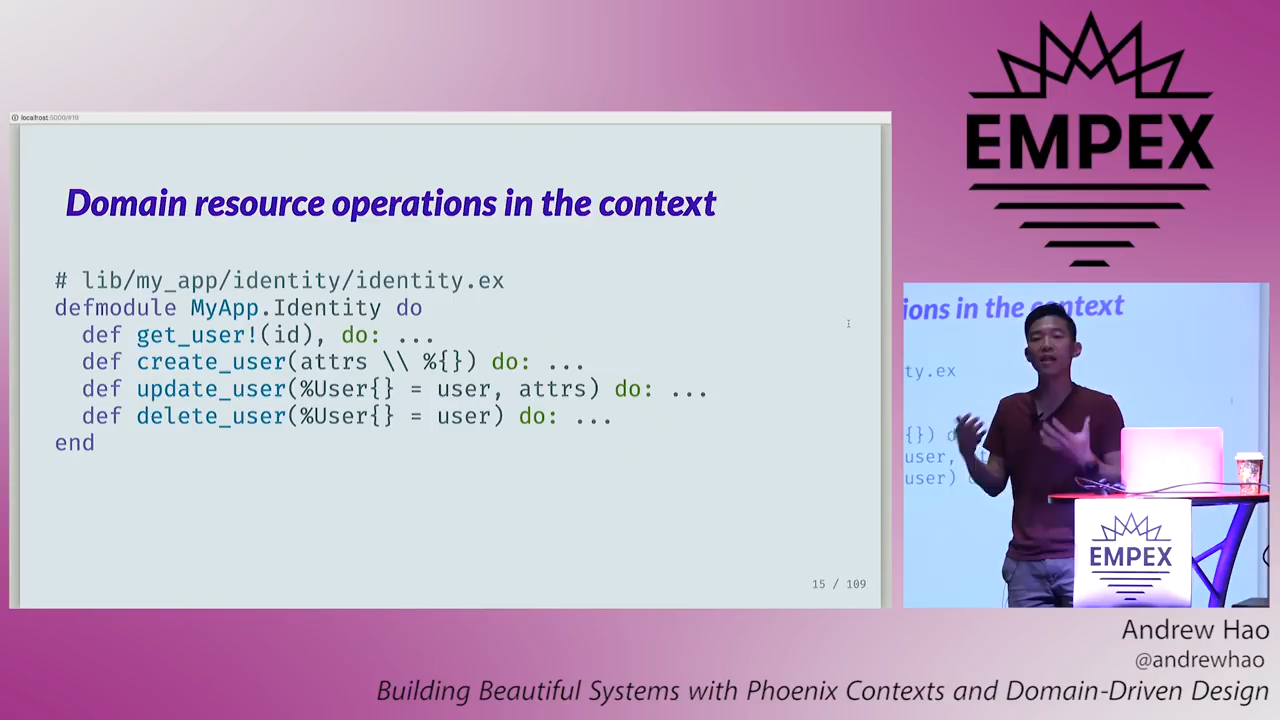 localhost:5000/#19
Domain resource operations in the context
# lib/my_app/identity/identity.ex
defmodule MyApp.Identity do
def get_user!(id), do: ...
def create_user(attrs \\ %{}) do: ...
def update_user(%User{} = user, attrs) do: ...
def delete_user(%User{} = user) do: ...
end
15 / 109
EMPEX
ions in the context
ty.ex
{}) d
user, at
user) d
EMPEX
Andrew Hao
@andrewhao
Building Beautiful Systems with Phoenix Contexts and Domain-Driven Design